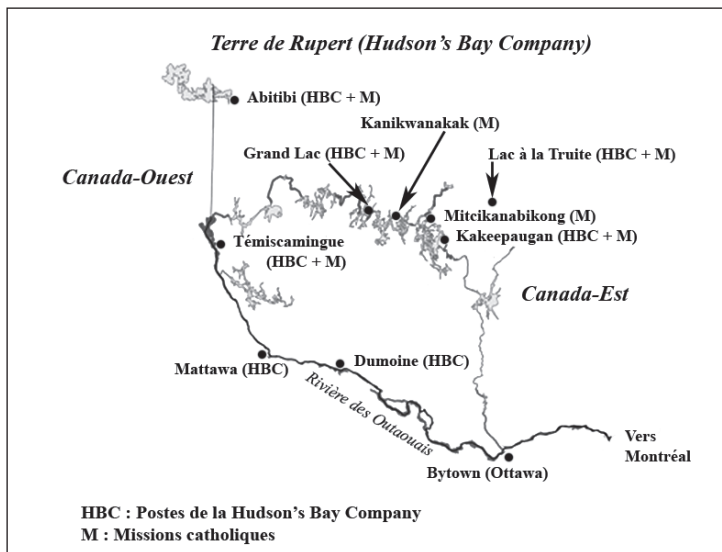 Terre de Rupert (Hudson's Bay Company)
Abitibi (HBC + M)
Kanikwanakak (M)
Grand Lac (HBC + M)
Lac à la Truite (HBC + M)
Canada-Ouest
Mitcikanabikong (M)
Témiscamingue
(HBC + M)
Kakeepaugan (HBC + M)
Canada-Est
Mattawa (HBC)
Dumoine (HBC)
Rivière des Outaouais
Vers
Montréal
Bytown (Ottawa)
HBC : Postes de la Hudson's Bay Company
M : Missions catholiques